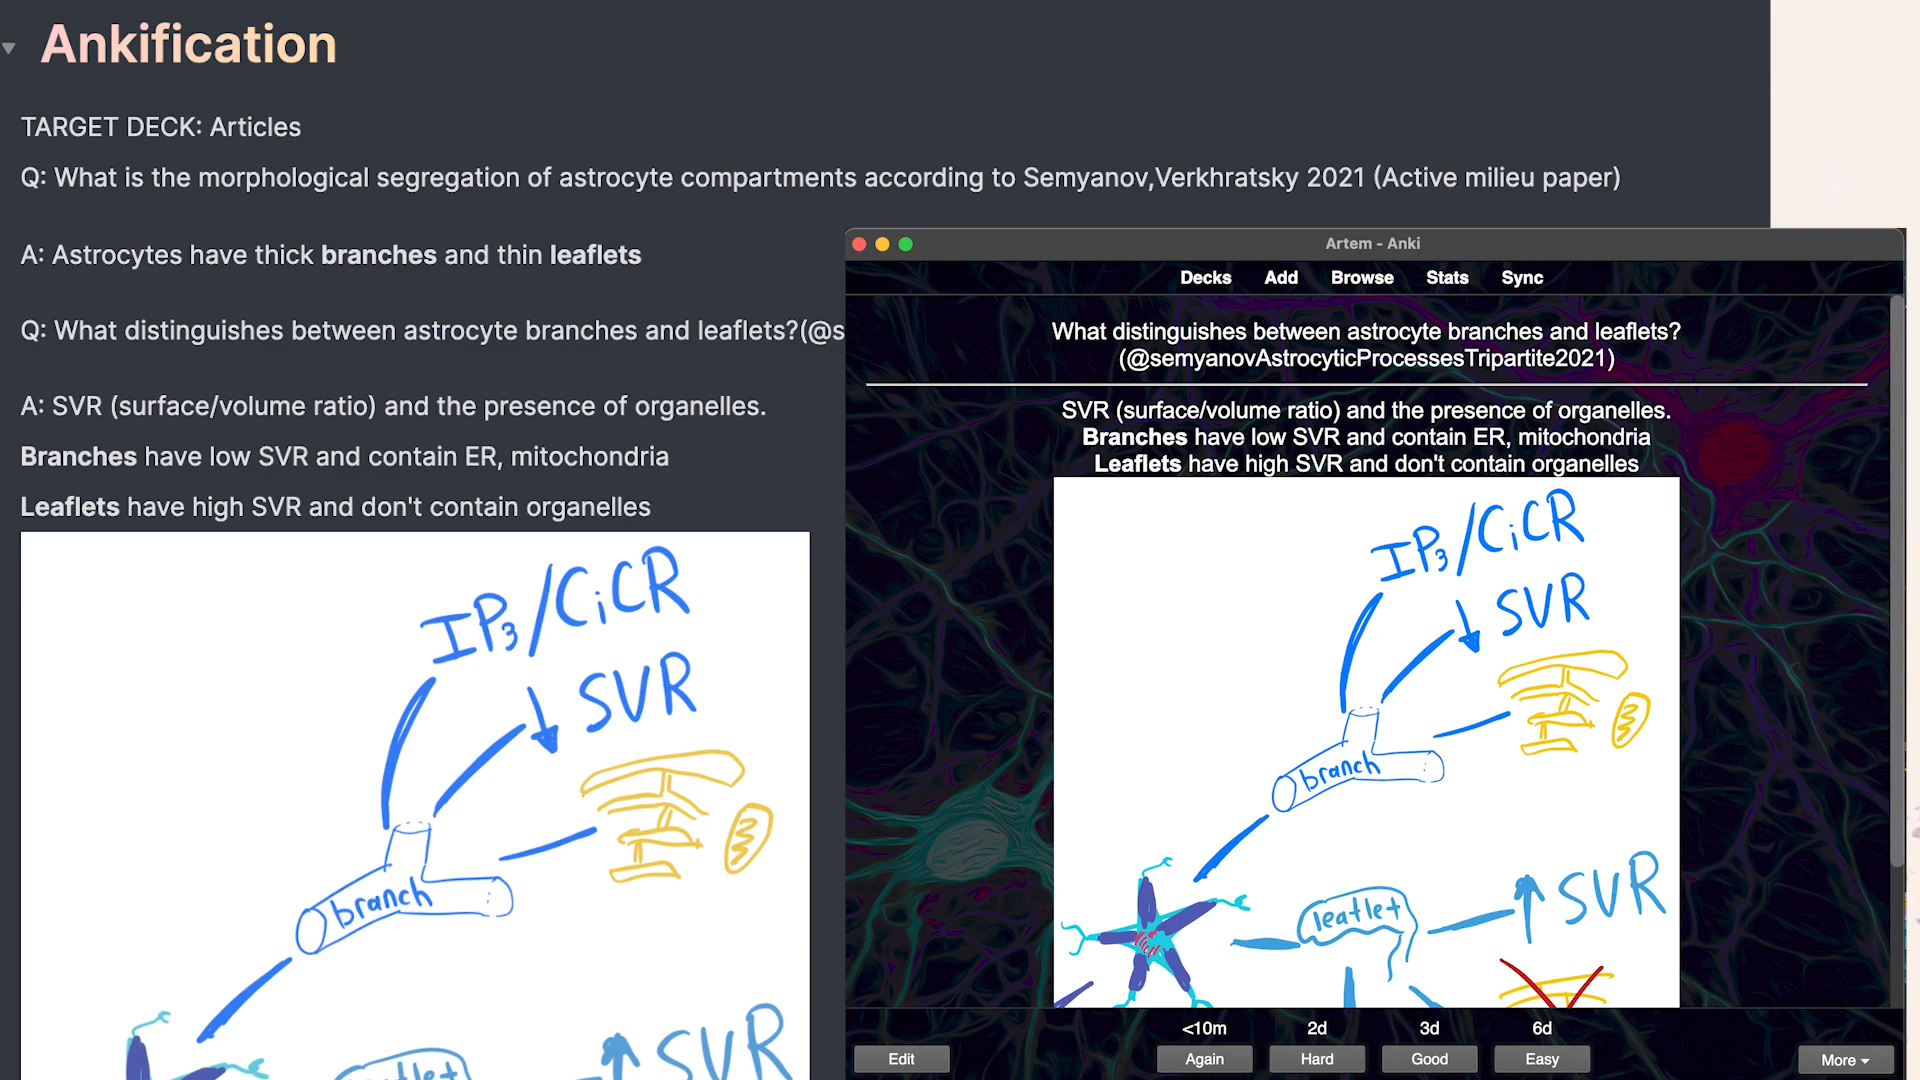 Ankification
TARGET DECK: Articles
Q: What is the morphological segregation of astrocyte compartments according to Semyanov,Verkhratsky 2021 (Active milieu paper)
A: Astrocytes have thick branches and thin leaflets
Q: What distinguishes between astrocyte branches and leaflets?(@s
A: SVR (surface/volume ratio) and the presence of organelles.
Branches have low SVR and contain ER, mitochondria
Leaflets have high SVR and don't contain organelles
IP3/CiCR
↓ SVR
branch
↑ SVR
Artem - Anki
Decks Add Browse Stats Sync
What distinguishes between astrocyte branches and leaflets?
(@semyanovAstrocyticProcessesTripartite2021)
SVR (surface/volume ratio) and the presence of organelles.
Branches have low SVR and contain ER, mitochondria
Leaflets have high SVR and don't contain organelles
IP3/CiCR
↓ SVR
branch
leaflet
↑ SVR
<10m 2d 3d 6d
Edit Again Hard Good Easy More